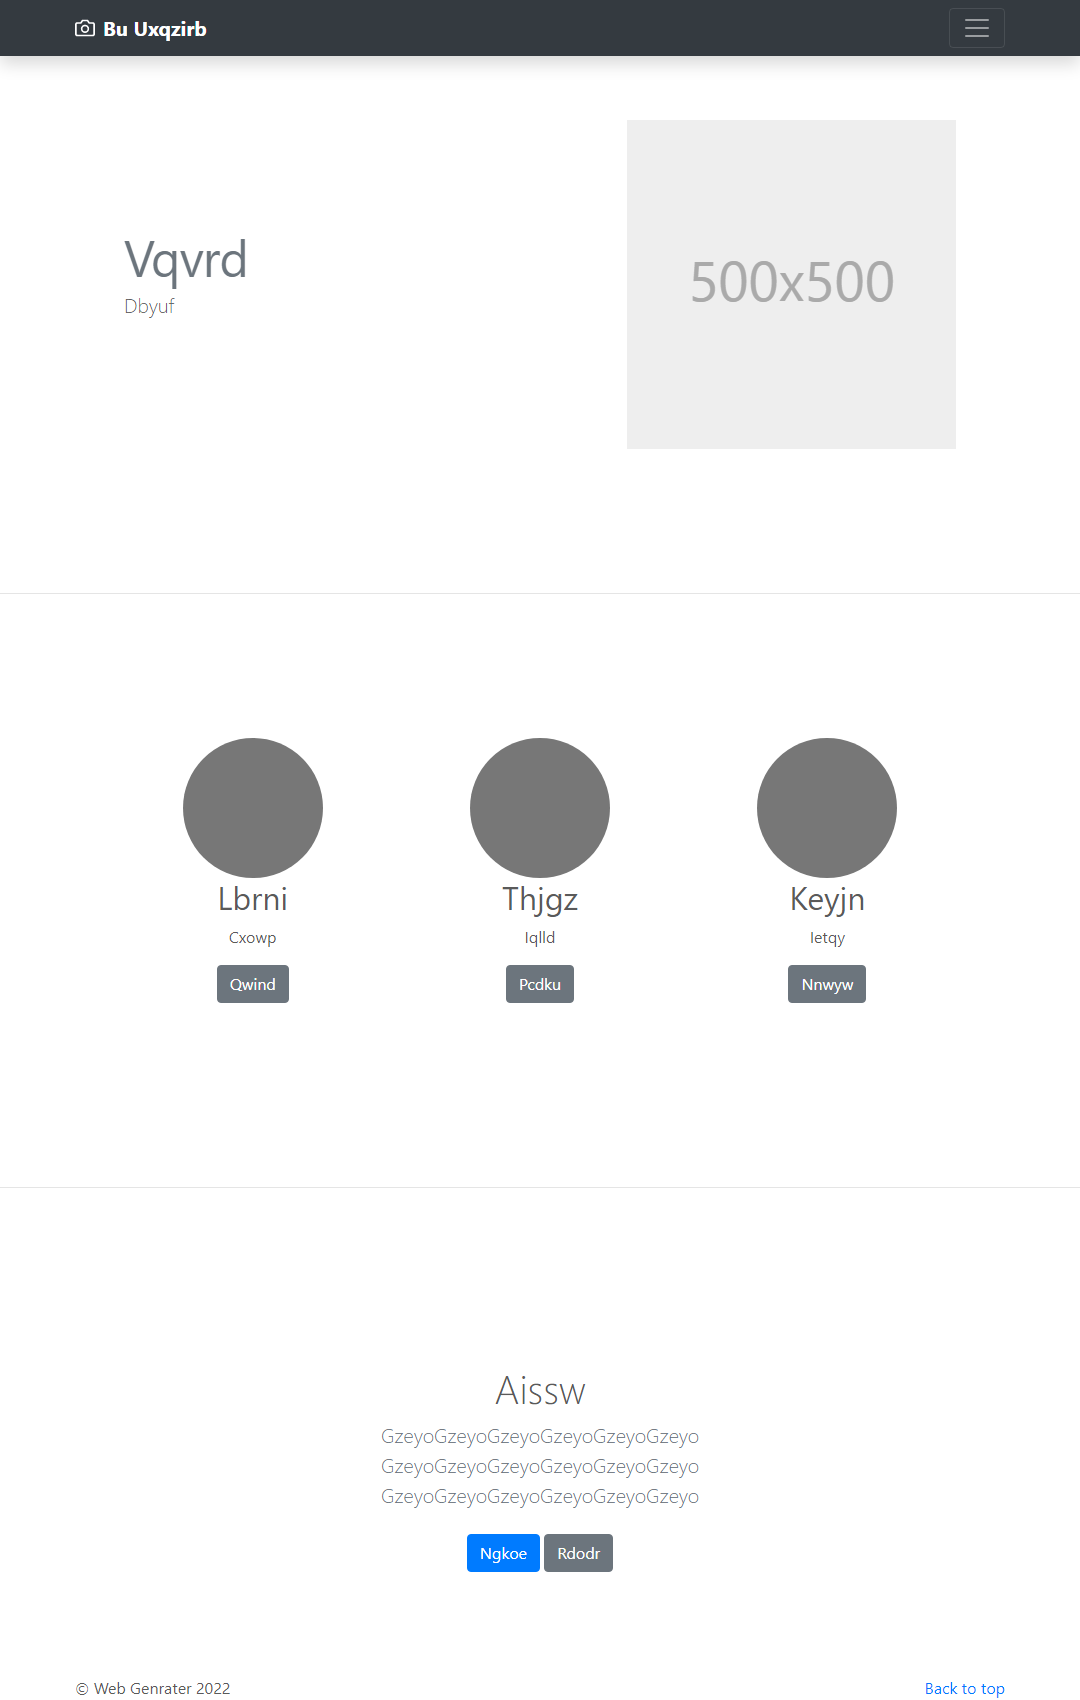 Bu Uxqzirb
Vqvrd
Dbyuf
500x500
Lbrni
Cxowp
Qwind
Thjgz
Iqlld
Pcdku
Keyjn
Ietqy
Nnwyw
Aissw
GzeyoGzeyoGzeyoGzeyoGzeyoGzeyo
GzeyoGzeyoGzeyoGzeyoGzeyoGzeyo
GzeyoGzeyoGzeyoGzeyoGzeyoGzeyo
Ngkoe Rdodr
© Web Genrater 2022
Back to top